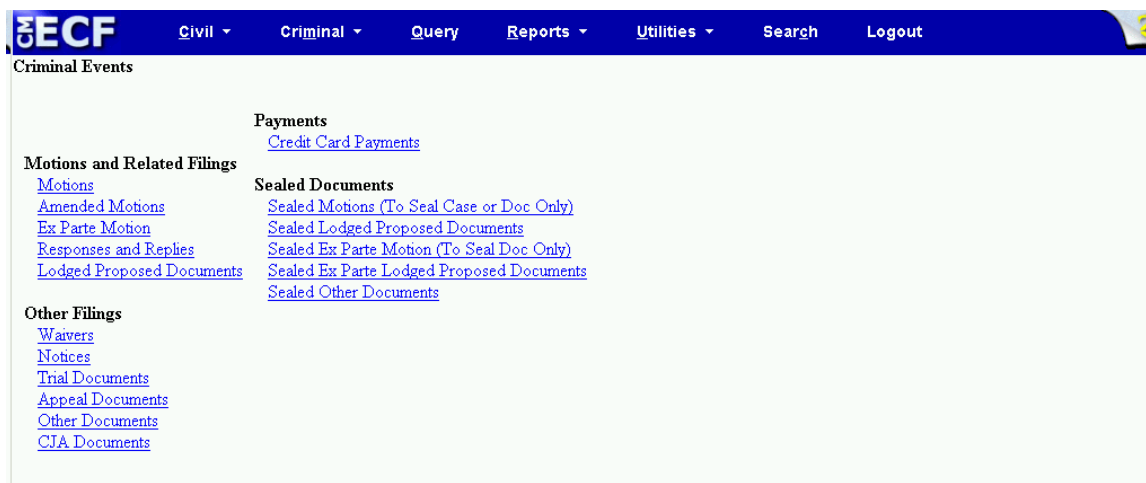 CM ECF Civil Criminal Query Reports Utilities Search Logout
Criminal Events
Payments
Credit Card Payments
Motions and Related Filings
Motions
Amended Motions
Ex Parte Motion
Responses and Replies
Lodged Proposed Documents
Sealed Documents
Sealed Motions (To Seal Case or Doc Only)
Sealed Lodged Proposed Documents
Sealed Ex Parte Motion (To Seal Doc Only)
Sealed Ex Parte Lodged Proposed Documents
Sealed Other Documents
Other Filings
Waivers
Notices
Trial Documents
Appeal Documents
Other Documents
CJA Documents